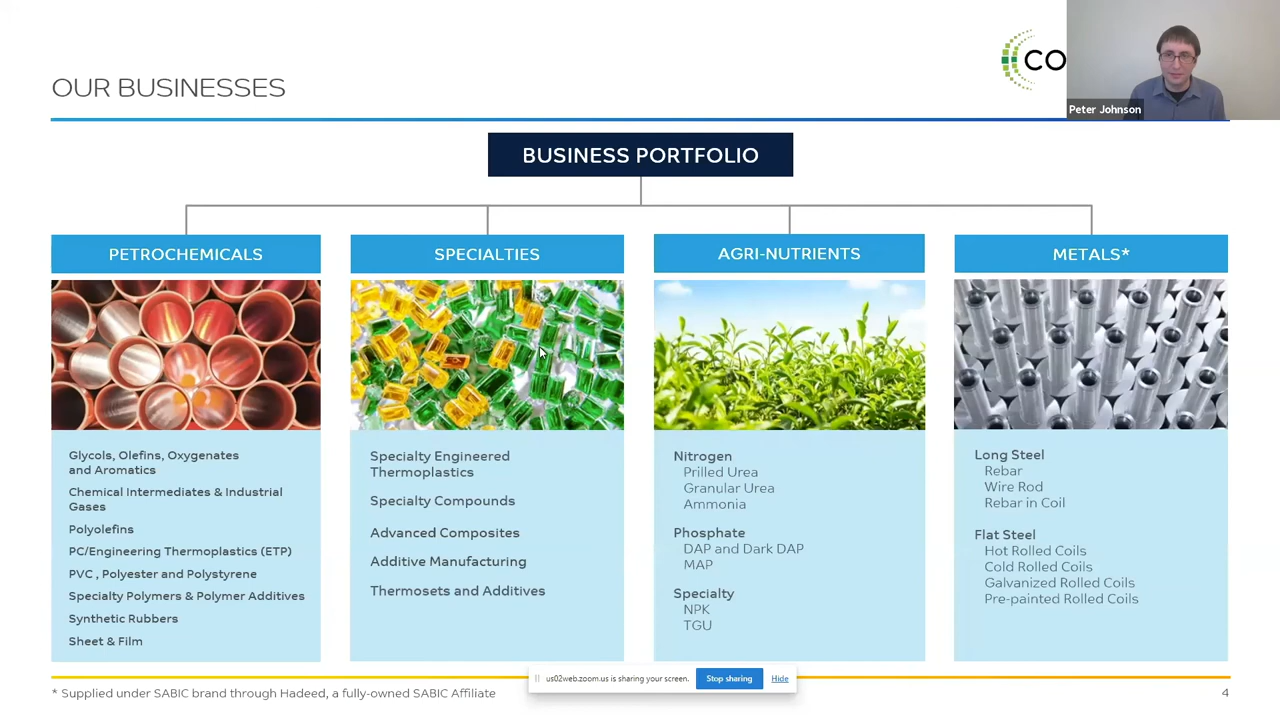 OUR BUSINESSES
CO
Peter Johnson
BUSINESS PORTFOLIO
PETROCHEMICALS
Glycols, Olefins, Oxygenates
and Aromatics
Chemical Intermediates & Industrial
Gases
Polyolefins
PC/Engineering Thermoplastics (ETP)
PVC , Polyester and Polystyrene
Specialty Polymers & Polymer Additives
Synthetic Rubbers
Sheet & Film
SPECIALTIES
Specialty Engineered
Thermoplastics
Specialty Compounds
Advanced Composites
Additive Manufacturing
Thermosets and Additives
AGRI-NUTRIENTS
Nitrogen
Prilled Urea
Granular Urea
Ammonia
Phosphate
DAP and Dark DAP
MAP
Specialty
NPK
TGU
METALS*
Long Steel
Rebar
Wire Rod
Rebar in Coil
Flat Steel
Hot Rolled Coils
Cold Rolled Coils
Galvanized Rolled Coils
Pre-painted Rolled Coils
us02web.zoom.us is sharing your screen.
Stop sharing
Hide
* Supplied under SABIC brand through Hadeed, a fully-owned SABIC Affiliate
4